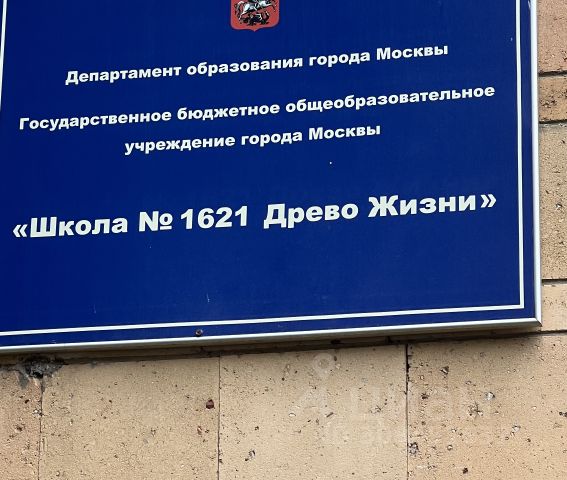 Департамент образования города Москвы
Государственное бюджетное общеобразовательное
учреждение города Москвы
«Школа № 1621 Древо Жизни»